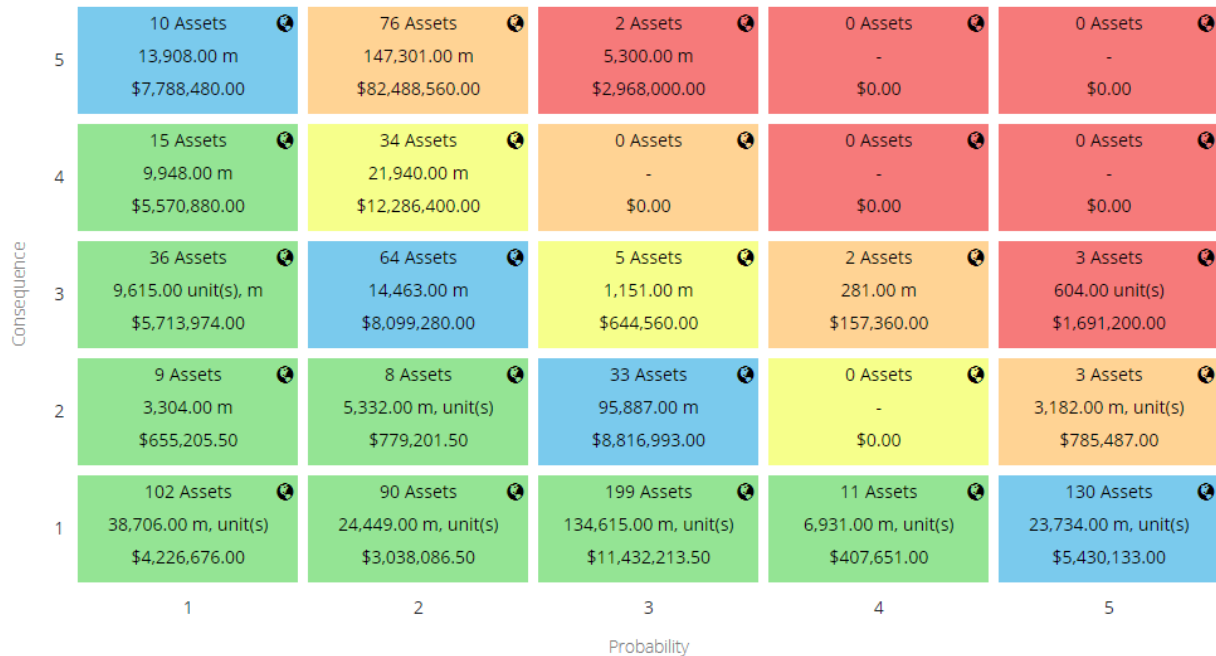 Consequence
5
10 Assets
13,908.00 m
$7,788,480.00
76 Assets
147,301.00 m
$82,488,560.00
2 Assets
5,300.00 m
$2,968,000.00
0 Assets
-
$0.00
0 Assets
-
$0.00
4
15 Assets
9,948.00 m
$5,570,880.00
34 Assets
21,940.00 m
$12,286,400.00
0 Assets
-
$0.00
0 Assets
-
$0.00
0 Assets
-
$0.00
3
36 Assets
9,615.00 unit(s), m
$5,713,974.00
64 Assets
14,463.00 m
$8,099,280.00
5 Assets
1,151.00 m
$644,560.00
2 Assets
281.00 m
$157,360.00
3 Assets
604.00 unit(s)
$1,691,200.00
2
9 Assets
3,304.00 m
$655,205.50
8 Assets
5,332.00 m, unit(s)
$779,201.50
33 Assets
95,887.00 m
$8,816,993.00
0 Assets
-
$0.00
3 Assets
3,182.00 m, unit(s)
$785,487.00
1
102 Assets
38,706.00 m, unit(s)
$4,226,676.00
90 Assets
24,449.00 m, unit(s)
$3,038,086.50
199 Assets
134,615.00 m, unit(s)
$11,432,213.50
11 Assets
6,931.00 m, unit(s)
$407,651.00
130 Assets
23,734.00 m, unit(s)
$5,430,133.00
1
2
3
4
5
Probability